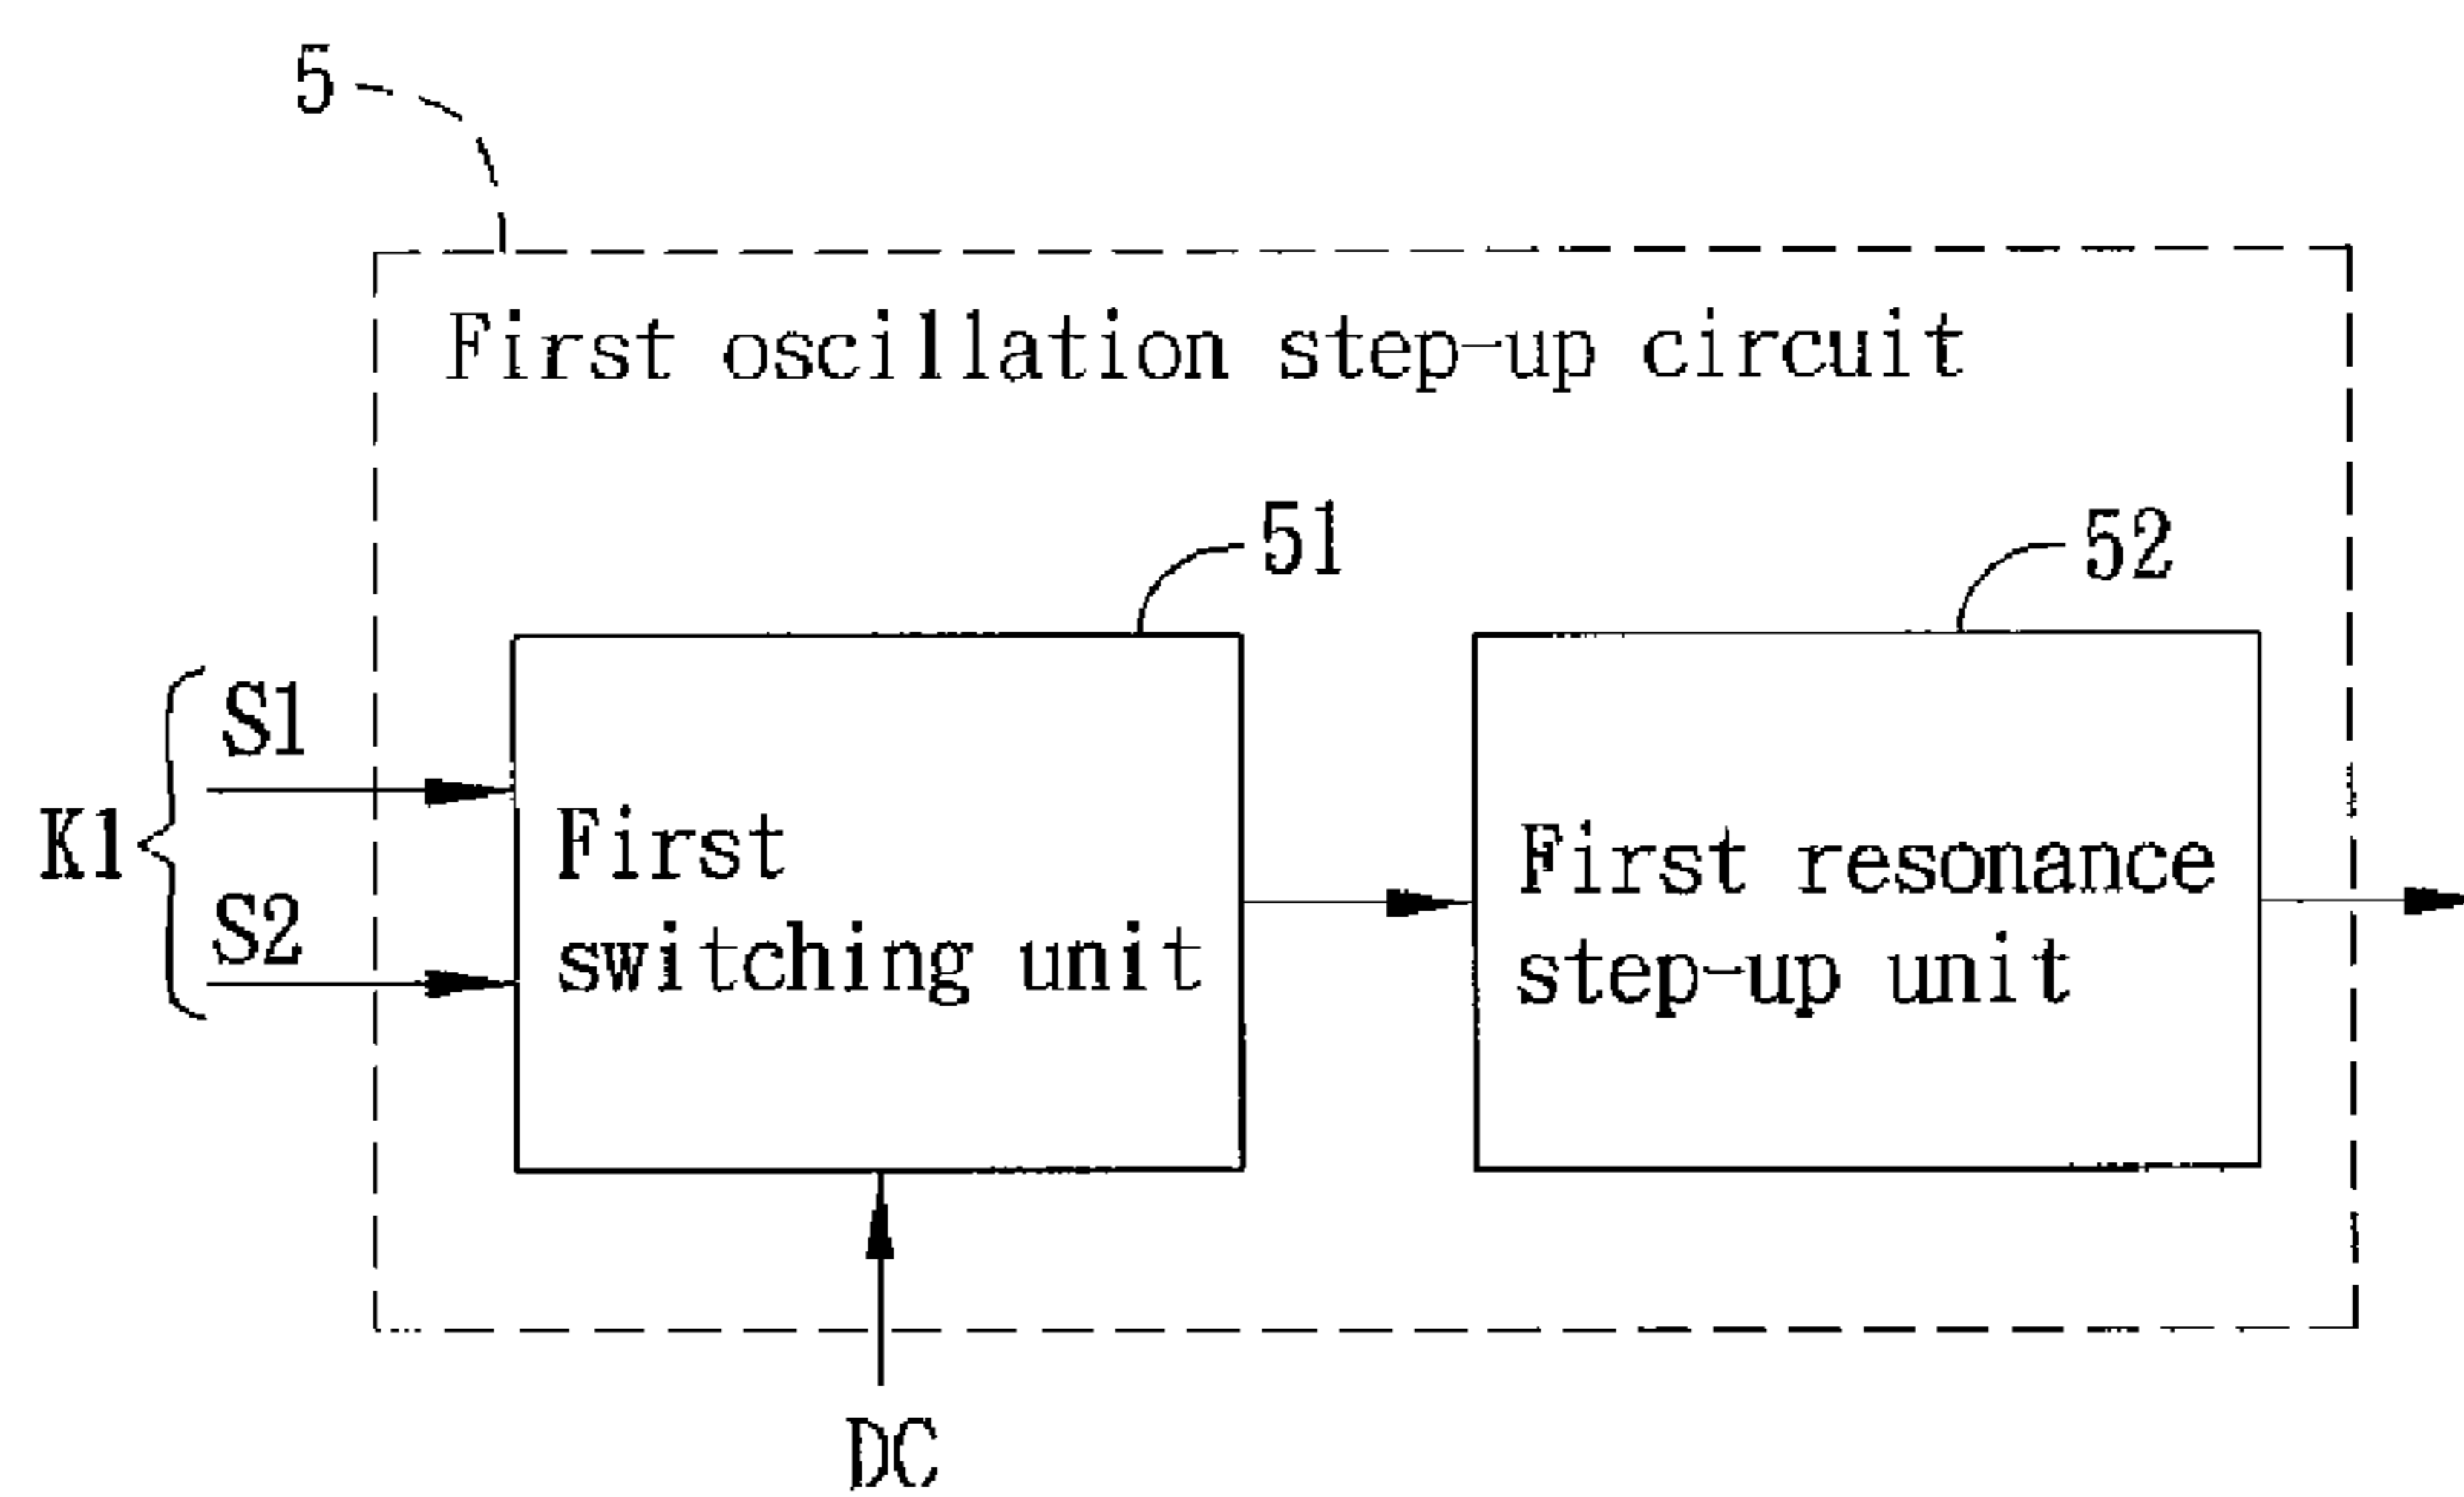 5
First oscillation step-up circuit
51
52
S1
K1
S2
First
switching unit
First resonance
step-up unit
DC